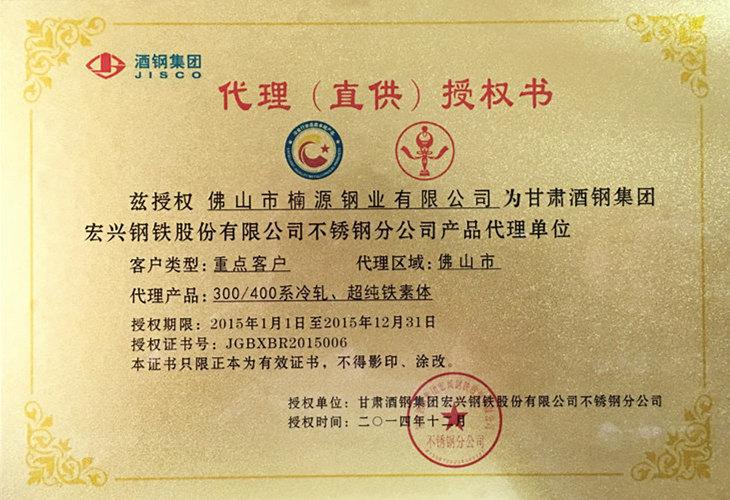 酒钢集团
JISCO
代理（直供）授权书
兹授权 佛山市楠源钢业有限公司 为甘肃酒钢集团
宏兴钢铁股份有限公司不锈钢分公司产品代理单位
客户类型：重点客户 代理区域：佛山市
代理产品：300/400系冷轧、超纯铁素体
授权期限：2015年1月1日至2015年12月31日
授权证书号：JGBXBR2015006
本证书只限正本为有效证书，不得影印、涂改。
授权单位：甘肃酒钢集团宏兴钢铁股份有限公司不锈钢分公司
授权时间：二〇一四年十二月
不锈钢分公司